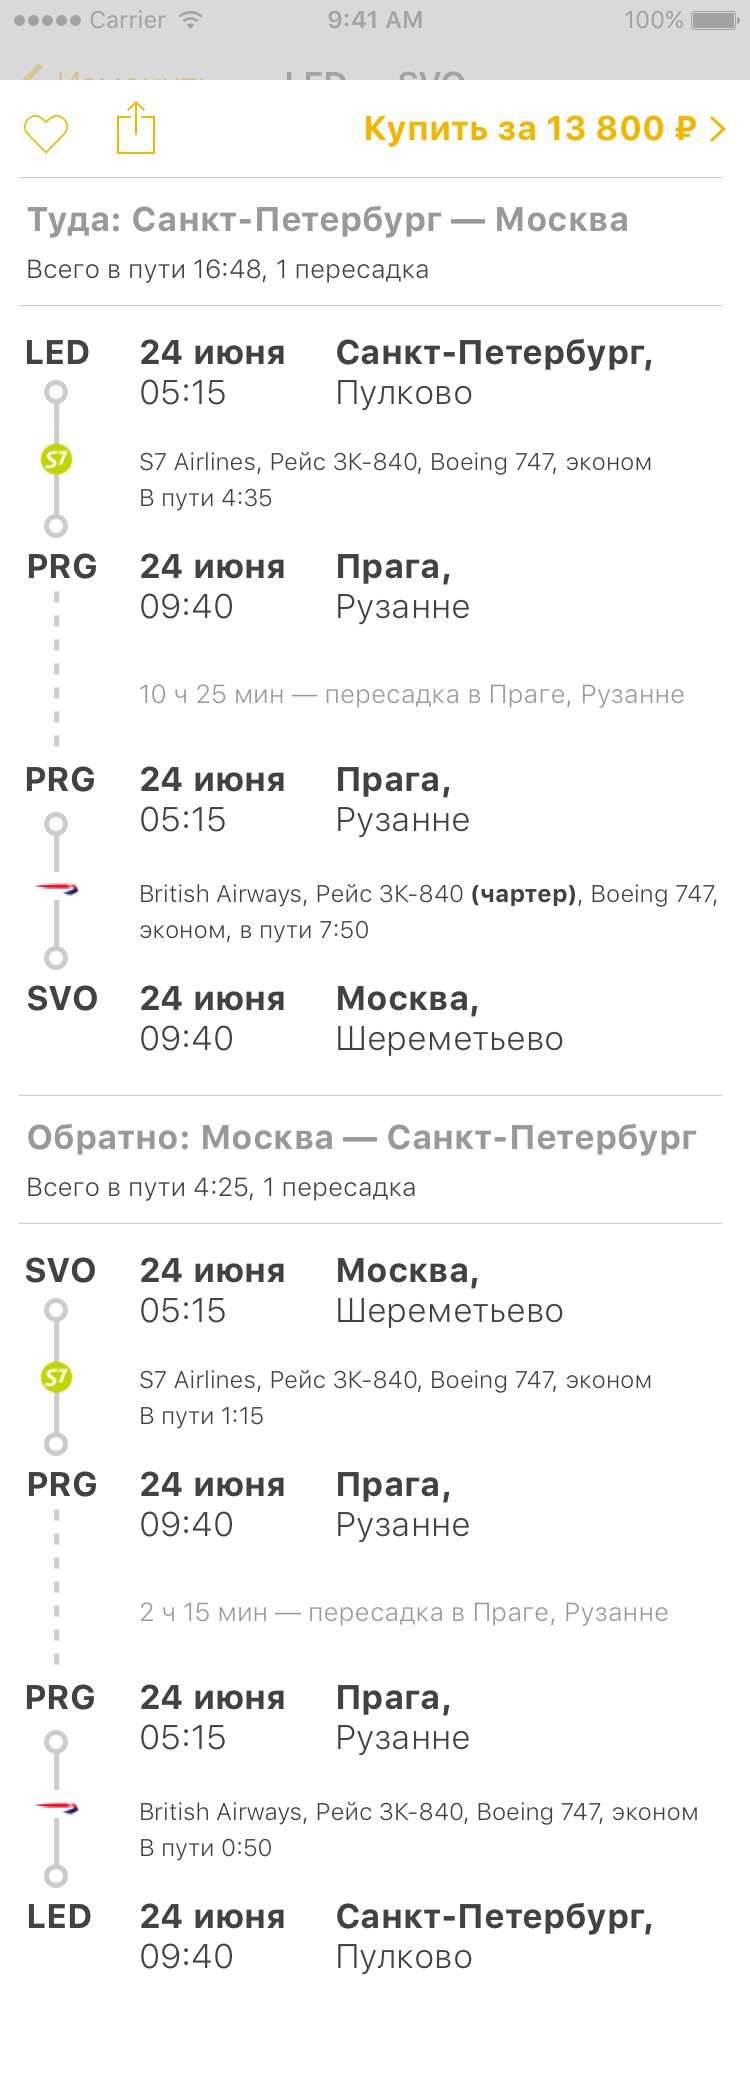 Carrier 9:41 AM 100%
Изменить LED SVO
Купить за 13 800 ₽
Туда: Санкт-Петербург — Москва
Всего в пути 16:48, 1 пересадка
LED 24 июня Санкт-Петербург,
05:15 Пулково
S7 S7 Airlines, Рейс ЗК-840, Boeing 747, эконом
В пути 4:35
PRG 24 июня Прага,
09:40 Рузанне
10 ч 25 мин — пересадка в Праге, Рузанне
PRG 24 июня Прага,
05:15 Рузанне
British Airways, Рейс ЗК-840 (чартер), Boeing 747,
эконом, в пути 7:50
SVO 24 июня Москва,
09:40 Шереметьево
Обратно: Москва — Санкт-Петербург
Всего в пути 4:25, 1 пересадка
SVO 24 июня Москва,
05:15 Шереметьево
S7 S7 Airlines, Рейс ЗК-840, Boeing 747, эконом
В пути 1:15
PRG 24 июня Прага,
09:40 Рузанне
2 ч 15 мин — пересадка в Праге, Рузанне
PRG 24 июня Прага,
05:15 Рузанне
British Airways, Рейс ЗК-840, Boeing 747, эконом
В пути 0:50
LED 24 июня Санкт-Петербург,
09:40 Пулково